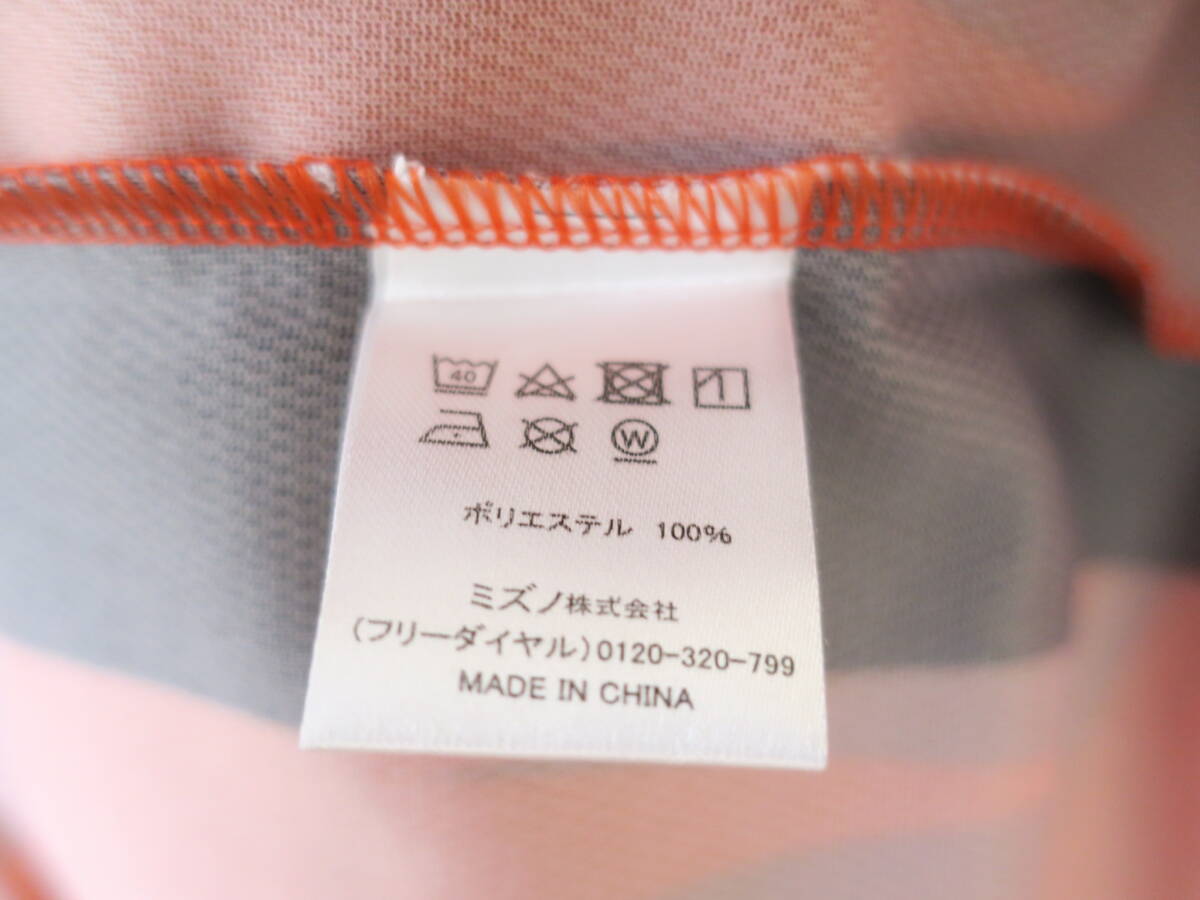 40
W
ポリエステル 100%
ミズノ株式会社
(フリーダイヤル)0120-320-799
MADE IN CHINA